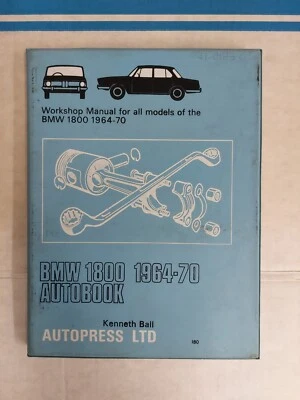 Workshop Manual for all models of the
BMW 1800 1964-70
BMW 1800 1964-70
AUTOBOOK
Kenneth Ball
AUTOPRESS LTD